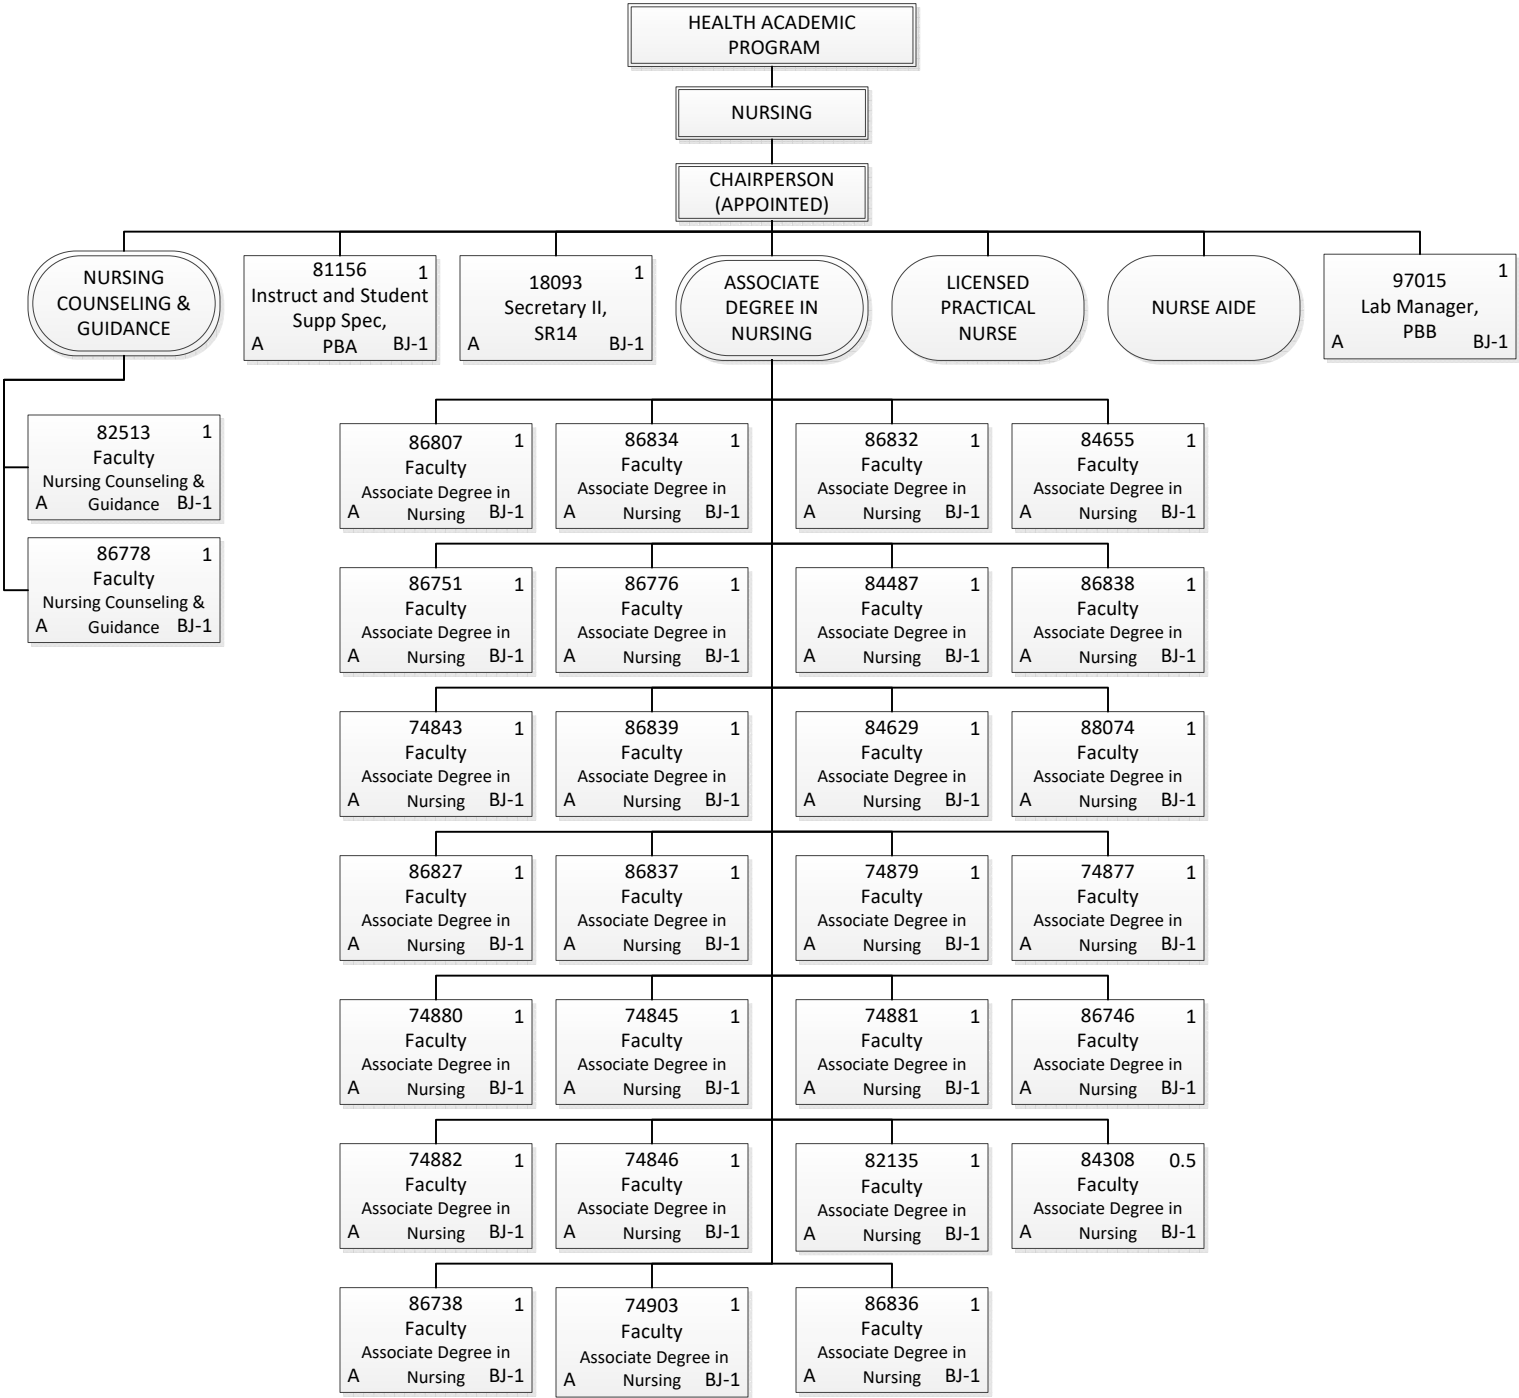 HEALTH ACADEMIC
PROGRAM
NURSING
CHAIRPERSON
(APPOINTED)
NURSING
COUNSELING &
GUIDANCE
81156 1
Instruct and Student
Supp Spec,
A PBA BJ-1
18093 1
Secretary II,
SR14
A BJ-1
ASSOCIATE
DEGREE IN
NURSING
LICENSED
PRACTICAL
NURSE
NURSE AIDE
97015 1
Lab Manager,
PBB
A BJ-1
82513 1
Faculty
Nursing Counseling &
A Guidance BJ-1
86778 1
Faculty
Nursing Counseling &
A Guidance BJ-1
86807 1
Faculty
Associate Degree in
A Nursing BJ-1
86834 1
Faculty
Associate Degree in
A Nursing BJ-1
86832 1
Faculty
Associate Degree in
A Nursing BJ-1
84655 1
Faculty
Associate Degree in
A Nursing BJ-1
86751 1
Faculty
Associate Degree in
A Nursing BJ-1
86776 1
Faculty
Associate Degree in
A Nursing BJ-1
84487 1
Faculty
Associate Degree in
A Nursing BJ-1
86838 1
Faculty
Associate Degree in
A Nursing BJ-1
74843 1
Faculty
Associate Degree in
A Nursing BJ-1
86839 1
Faculty
Associate Degree in
A Nursing BJ-1
84629 1
Faculty
Associate Degree in
A Nursing BJ-1
88074 1
Faculty
Associate Degree in
A Nursing BJ-1
86827 1
Faculty
Associate Degree in
A Nursing BJ-1
86837 1
Faculty
Associate Degree in
A Nursing BJ-1
74879 1
Faculty
Associate Degree in
A Nursing BJ-1
74877 1
Faculty
Associate Degree in
A Nursing BJ-1
74880 1
Faculty
Associate Degree in
A Nursing BJ-1
74845 1
Faculty
Associate Degree in
A Nursing BJ-1
74881 1
Faculty
Associate Degree in
A Nursing BJ-1
86746 1
Faculty
Associate Degree in
A Nursing BJ-1
74882 1
Faculty
Associate Degree in
A Nursing BJ-1
74846 1
Faculty
Associate Degree in
A Nursing BJ-1
82135 1
Faculty
Associate Degree in
A Nursing BJ-1
84308 0.5
Faculty
Associate Degree in
A Nursing BJ-1
86738 1
Faculty
Associate Degree in
A Nursing BJ-1
74903 1
Faculty
Associate Degree in
A Nursing BJ-1
86836 1
Faculty
Associate Degree in
A Nursing BJ-1